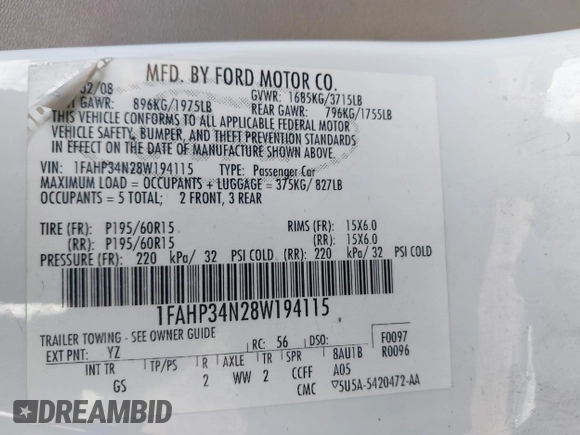 MFD. BY FORD MOTOR CO.
02/08 GVWR: 1685KG/3715LB
GAWR: 896KG/1975LB REAR GAWR: 796KG/1755LB
THIS VEHICLE CONFORMS TO ALL APPLICABLE FEDERAL MOTOR
VEHICLE SAFETY, BUMPER, AND THEFT PREVENTION STANDARDS
IN EFFECT ON THE DATE OF MANUFACTURE SHOWN ABOVE.
VIN: 1FAHP34N28W194115 TYPE: Passenger Car
MAXIMUM LOAD = OCCUPANTS + LUGGAGE = 375KG/ 827LB
OCCUPANTS = 5 TOTAL; 2 FRONT, 3 REAR
TIRE (FR): P195/60R15 RIMS (FR): 15X6.0
(RR): P195/60R15 (RR): 15X6.0
PRESSURE (FR): 220 kPa/ 32 PSI COLD (RR): 220 kPa/ 32 PSI COLD
1FAHP34N28W194115
TRAILER TOWING - SEE OWNER GUIDE
EXT PNT: YZ RC: 56 DSO: F0097
R0096
INT TR TP/PS R AXLE TR SPR 8AU1B
GS 2 WW 2 CCFF A05
CMC 5U5A-5420472-AA
DREAMBID